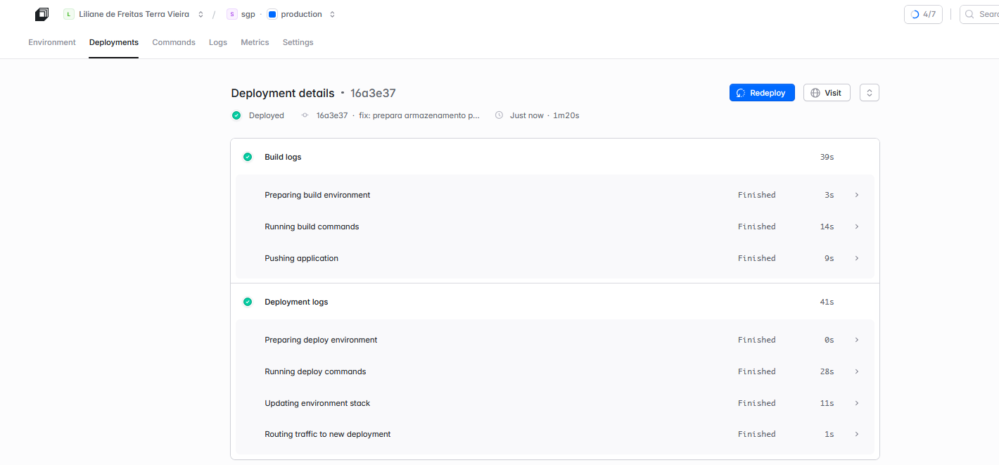 L Liliane de Freitas Terra Vieira / S sgp · production 4/7 Searc
Environment Deployments Commands Logs Metrics Settings
Deployment details • 16a3e37 Redeploy Visit
Deployed 16a3e37 · fix: prepara armazenamento p... Just now · 1m20s
Build logs 39s
Preparing build environment Finished 3s
Running build commands Finished 14s
Pushing application Finished 9s
Deployment logs 41s
Preparing deploy environment Finished 0s
Running deploy commands Finished 28s
Updating environment stack Finished 11s
Routing traffic to new deployment Finished 1s